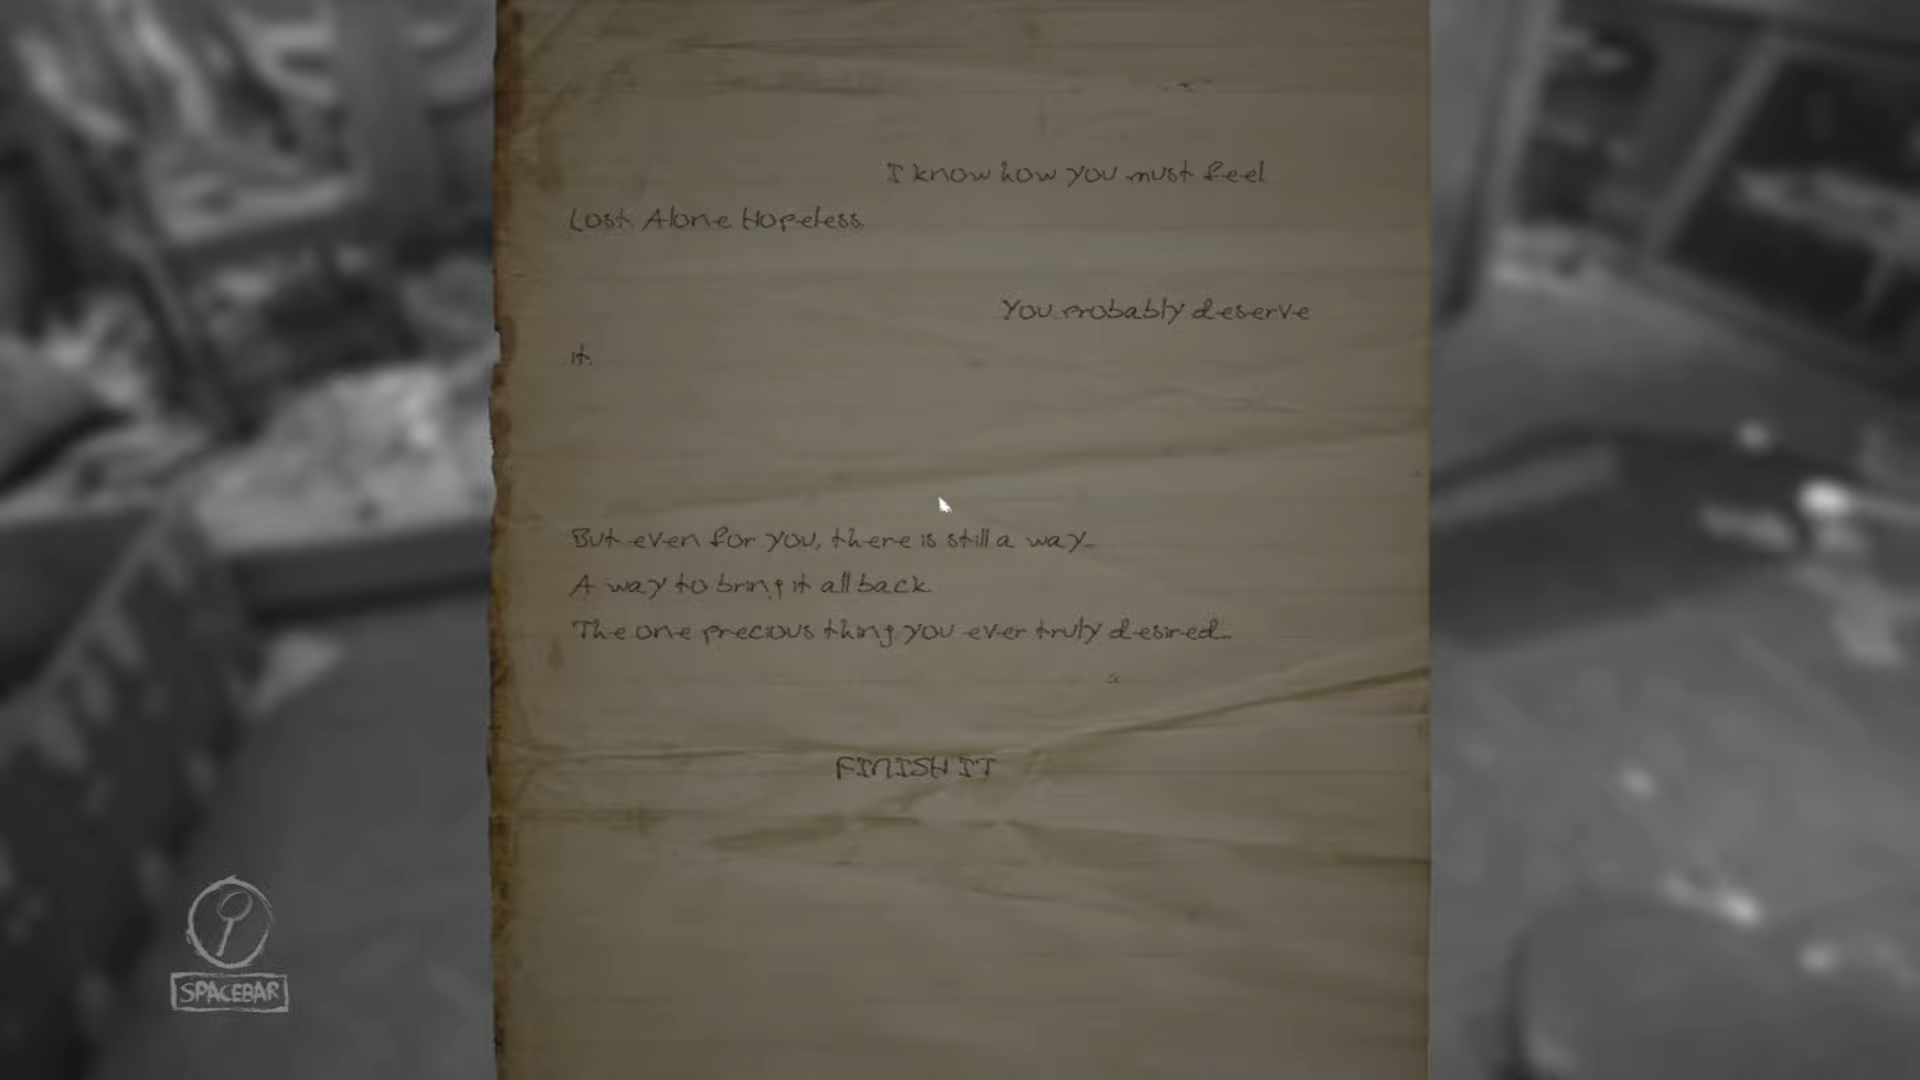 I know how you must feel
Lost. Alone. Hopeless.
You probably deserve
it.
But even for you, there is still a way...
A way to bring it all back.
The one precious thing you ever truly desired...
FINISH IT
SPACEBAR